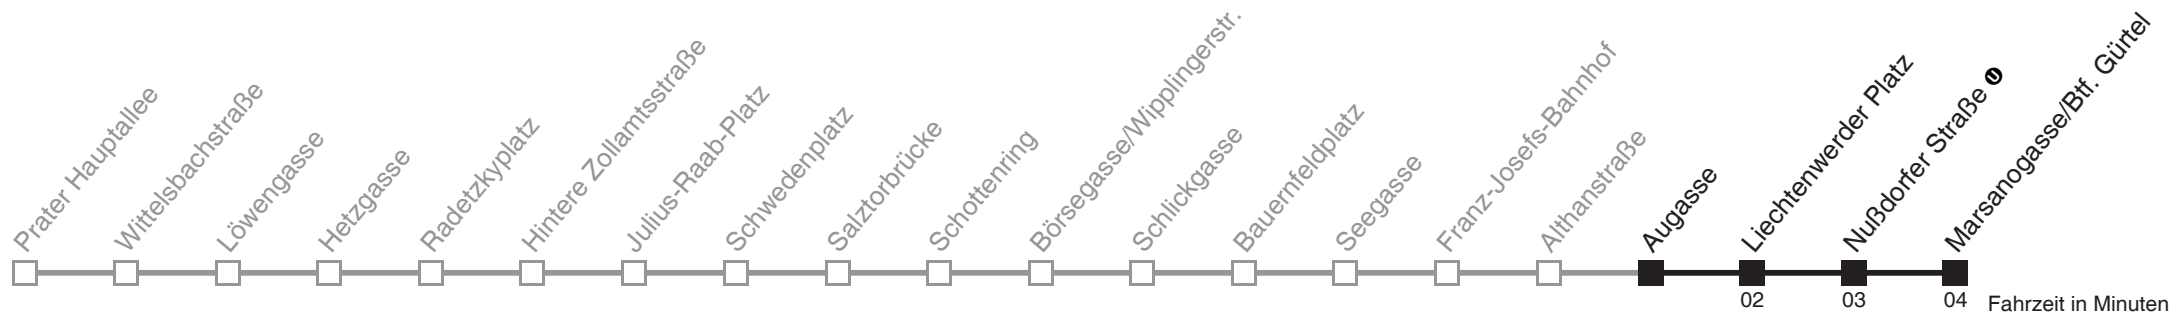 Prater Hauptallee
Wittelsbachstraße
Löwengasse
Hetzgasse
Radetzkyplatz
Hintere Zollamtsstraße
Julius-Raab-Platz
Schwedenplatz
Salztorbrücke
Schottenring
Börsegasse/Wipplingerstr.
Schlickgasse
Bauernfeldplatz
Seegasse
Franz-Josefs-Bahnhof
Althanstraße
Augasse
Liechtenwerder Platz
Nußdorfer Straße U
Marsanogasse/Btf. Gürtel
02 03 04 Fahrzeit in Minuten